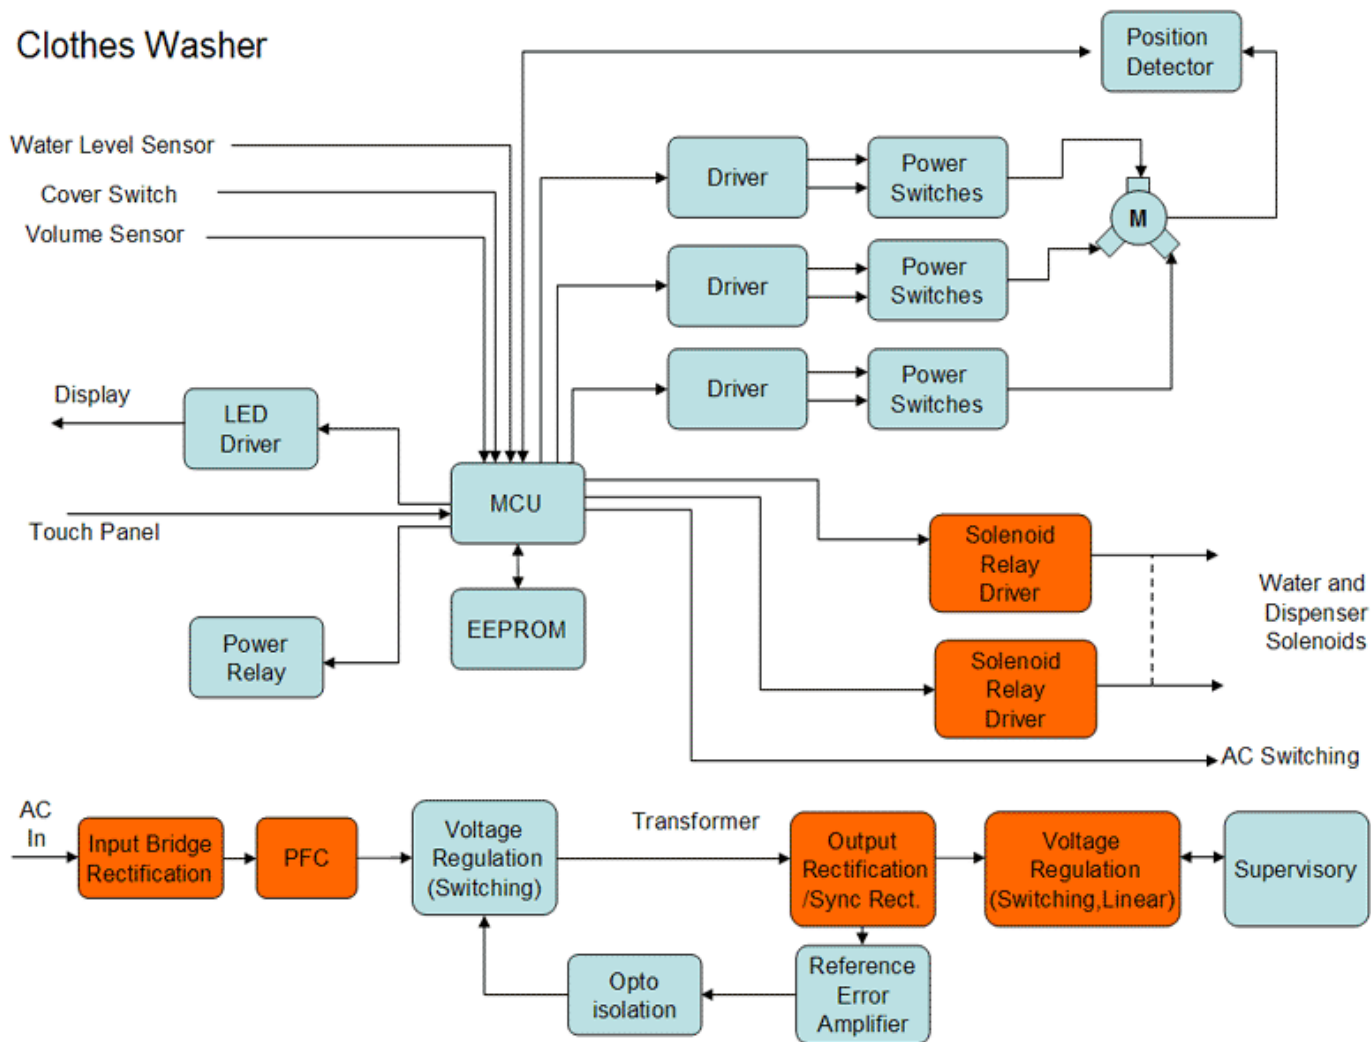 Clothes Washer
Position
Detector
Water Level Sensor
Cover Switch
Volume Sensor
Driver
Power
Switches
M
Driver
Power
Switches
Driver
Power
Switches
Display
LED
Driver
MCU
Touch Panel
Solenoid
Relay
Driver
Water and
Dispenser
Solenoids
EEPROM
Power
Relay
Solenoid
Relay
Driver
AC Switching
AC
In
Input Bridge
Rectification
PFC
Voltage
Regulation
(Switching)
Transformer
Output
Rectification
/Sync Rect.
Voltage
Regulation
(Switching,Linear)
Supervisory
Opto
isolation
Reference
Error
Amplifier